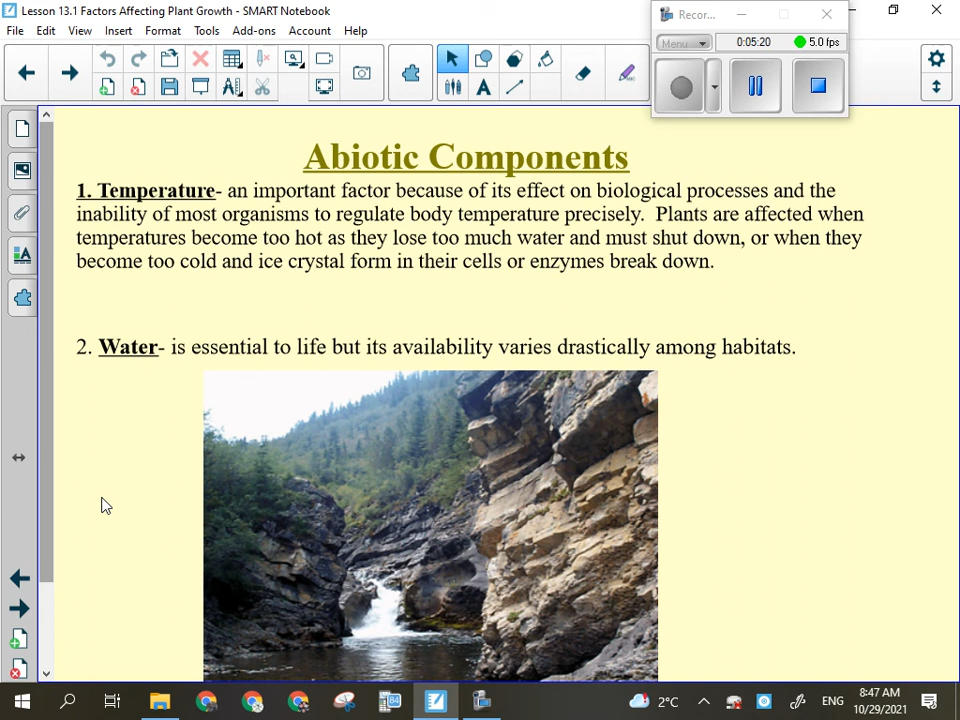 Lesson 13.1 Factors Affecting Plant Growth - SMART Notebook
File Edit View Insert Format Tools Add-ons Account Help
Recor...
Menu
0:05:20
5.0 fps
Abiotic Components
1. Temperature- an important factor because of its effect on biological processes and the
inability of most organisms to regulate body temperature precisely. Plants are affected when
temperatures become too hot as they lose too much water and must shut down, or when they
become too cold and ice crystal form in their cells or enzymes break down.
2. Water- is essential to life but its availability varies drastically among habitats.
2°C
ENG
8:47 AM
10/29/2021